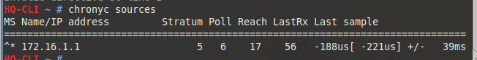 HQ-CLI ~ # chronyc sources
MS Name/IP address         Stratum Poll Reach LastRx Last sample
===============================================================================
^* 172.16.1.1                    5   6    17    56   -188us[ -221us] +/-   39ms
HQ-CLI ~ #